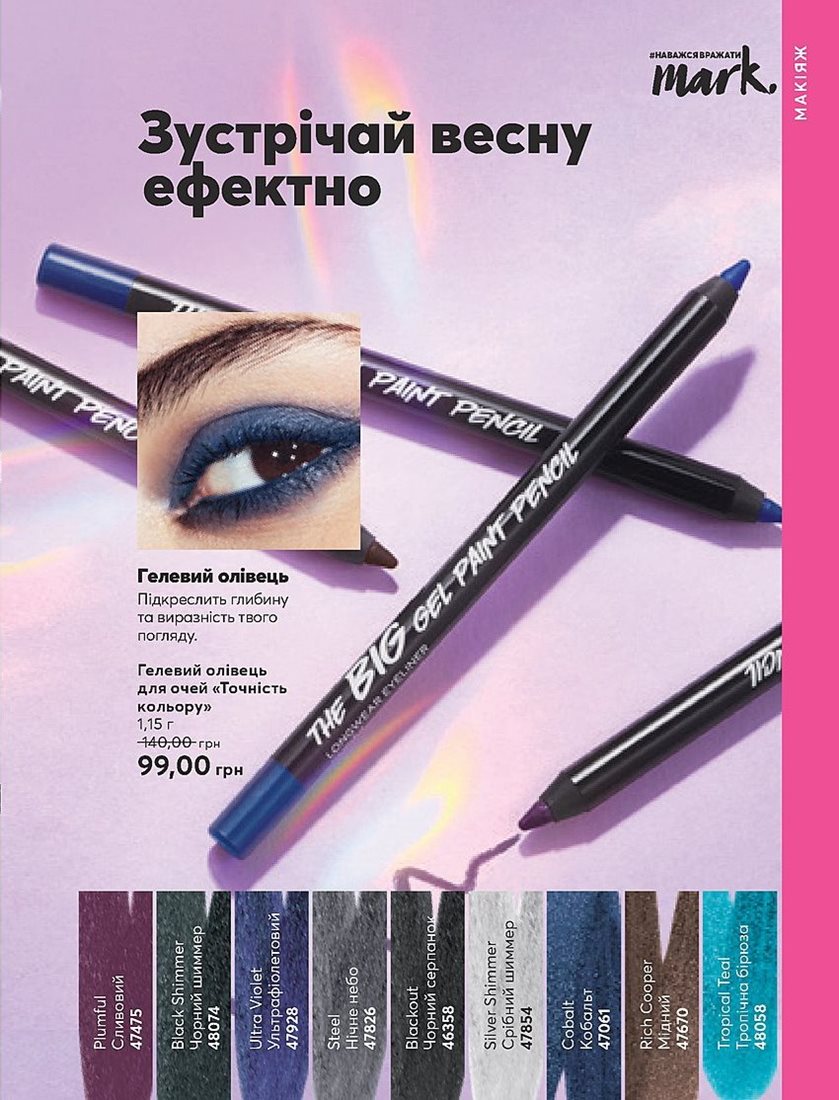 #НАВАЖСЯВРАЖАТИ
mark.
МАКІЯЖ
Зустрічай весну
ефектно
PAINT PENCIL
PAINT PENC
THE BIG GEL PAINT PENCIL
LONGWEAR EYELINER
CIL
Гелевий олівець
Підкреслить глибину
та виразність твого
погляду.
Гелевий олівець
для очей «Точність
кольору»
1,15 г
140,00 грн
99,00 грн
Plumful
Сливовий
47475
Black Shimmer
Чорний шиммер
48074
Ultra Violet
Ультрафіолетовий
47928
Steel
Нічне небо
47826
Blackout
Чорний серпанок
46358
Silver Shimmer
Срібний шиммер
47854
Cobalt
Кобальт
47061
Rich Cooper
Мідний
47670
Tropical Teal
Тропічна бірюза
48058